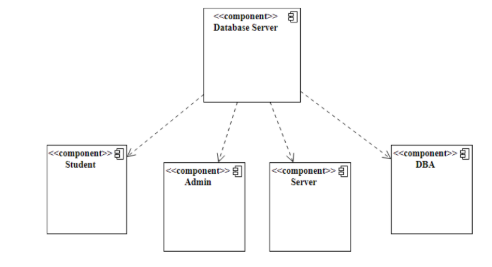 <<component>>
Database Server
<<component>>
Student
<<component>>
Admin
<<component>>
Server
<<component>>
DBA